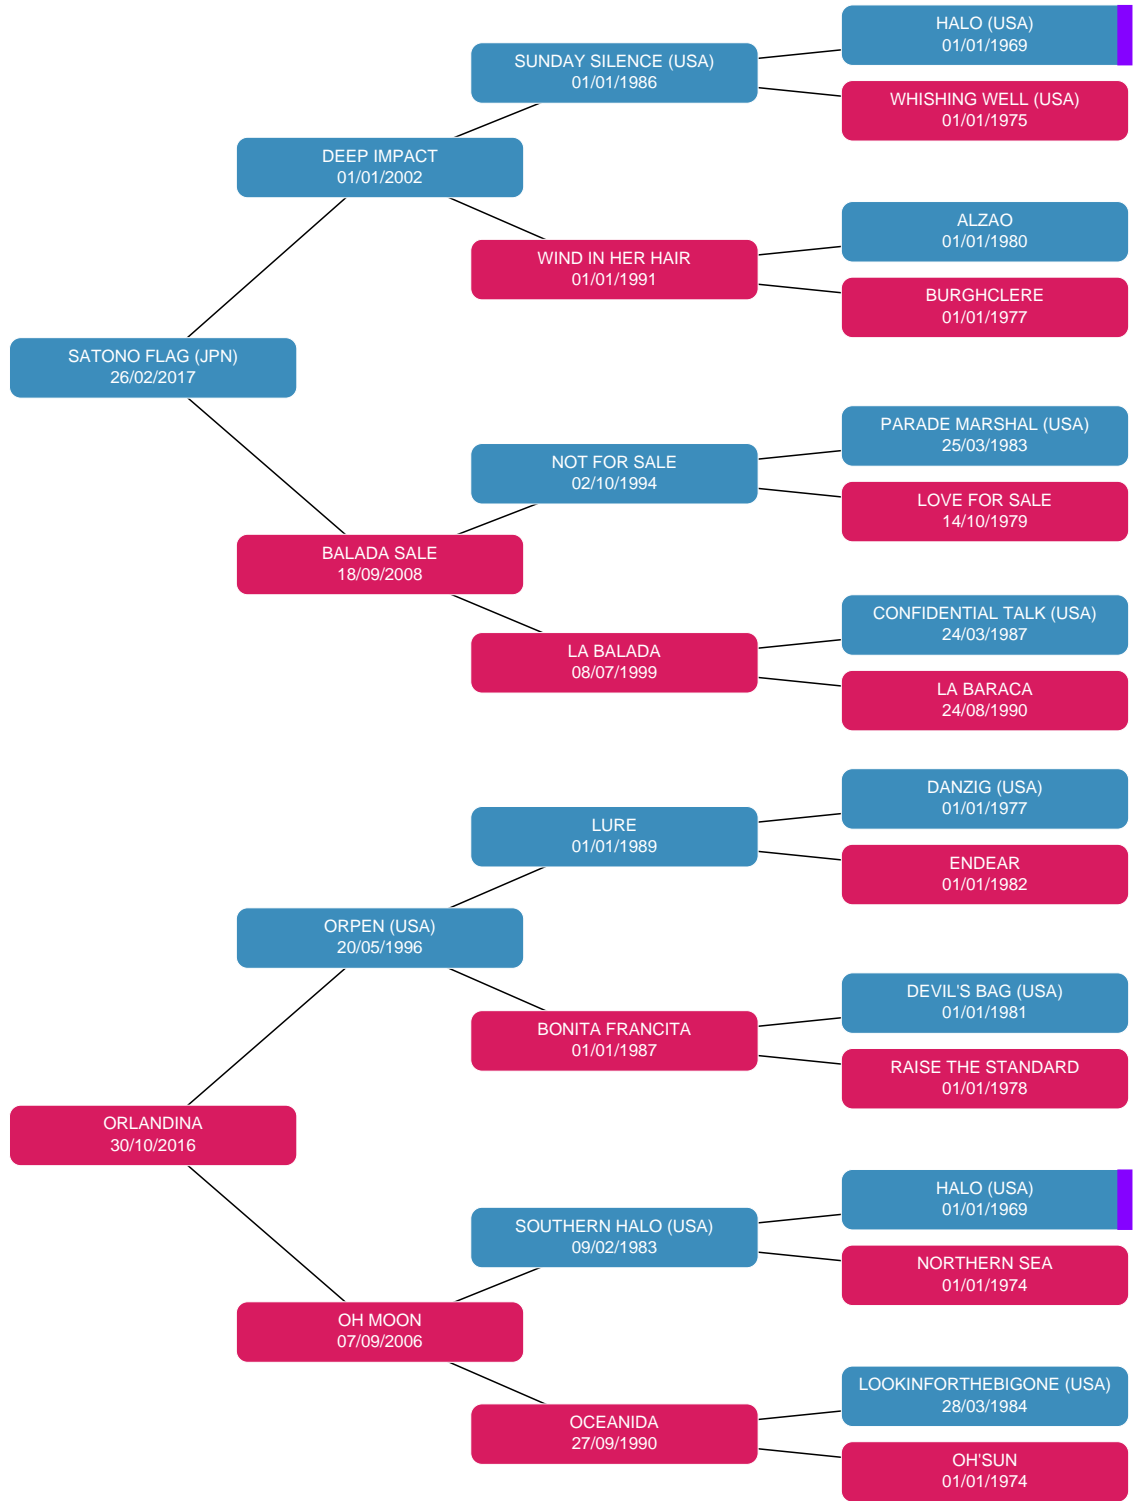 HALO (USA)
01/01/1969
SUNDAY SILENCE (USA)
01/01/1986
WHISHING WELL (USA)
01/01/1975
DEEP IMPACT
01/01/2002
ALZAO
01/01/1980
WIND IN HER HAIR
01/01/1991
BURGHCLERE
01/01/1977
SATONO FLAG (JPN)
26/02/2017
PARADE MARSHAL (USA)
25/03/1983
NOT FOR SALE
02/10/1994
LOVE FOR SALE
14/10/1979
BALADA SALE
18/09/2008
CONFIDENTIAL TALK (USA)
24/03/1987
LA BALADA
08/07/1999
LA BARACA
24/08/1990
DANZIG (USA)
01/01/1977
LURE
01/01/1989
ENDEAR
01/01/1982
ORPEN (USA)
20/05/1996
DEVIL'S BAG (USA)
01/01/1981
BONITA FRANCITA
01/01/1987
RAISE THE STANDARD
01/01/1978
ORLANDINA
30/10/2016
HALO (USA)
01/01/1969
SOUTHERN HALO (USA)
09/02/1983
NORTHERN SEA
01/01/1974
OH MOON
07/09/2006
LOOKINFORTHEBIGONE (USA)
28/03/1984
OCEANIDA
27/09/1990
OH'SUN
01/01/1974